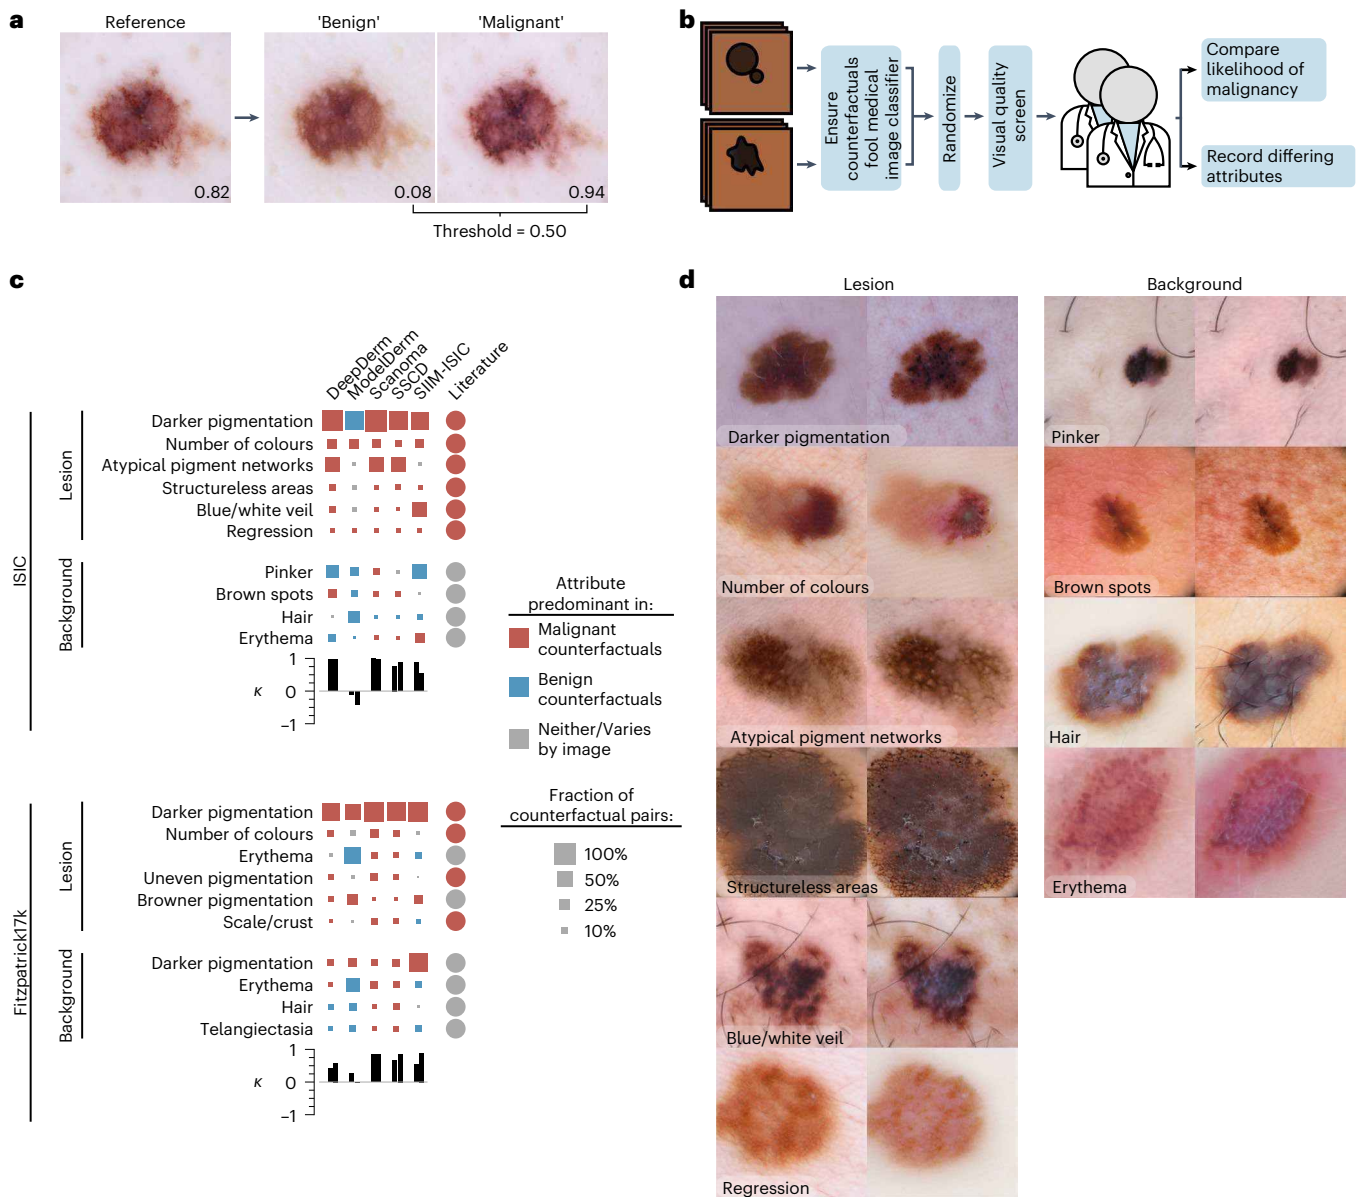 a
Reference
'Benign'
'Malignant'
0.82
0.08
0.94
Threshold = 0.50
b
Ensure
counterfactuals
fool medical
image classifier
Randomize
Visual quality
screen
Compare
likelihood of
malignancy
Record differing
attributes
c
DeepDerm
ModelDerm
Scanoma
SSCD
SIIM-ISIC
Literature
ISIC
Lesion
Darker pigmentation
Number of colours
Atypical pigment networks
Structureless areas
Blue/white veil
Regression
Background
Pinker
Brown spots
Hair
Erythema
κ
1
0
−1
Attribute
predominant in:
Malignant
counterfactuals
Benign
counterfactuals
Neither/Varies
by image
Fraction of
counterfactual pairs:
100%
50%
25%
10%
Fitzpatrick17k
Lesion
Darker pigmentation
Number of colours
Erythema
Uneven pigmentation
Browner pigmentation
Scale/crust
Background
Darker pigmentation
Erythema
Hair
Telangiectasia
κ
1
0
−1
d
Lesion
Background
Darker pigmentation
Number of colours
Atypical pigment networks
Structureless areas
Blue/white veil
Regression
Pinker
Brown spots
Hair
Erythema